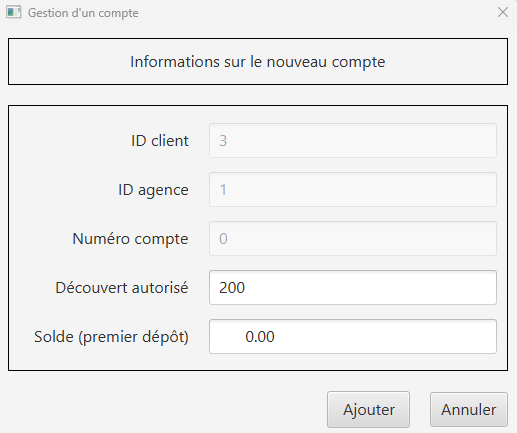 Gestion d'un compte
Informations sur le nouveau compte
ID client 3
ID agence 1
Numéro compte 0
Découvert autorisé 200
Solde (premier dépôt) 0.00
Ajouter Annuler